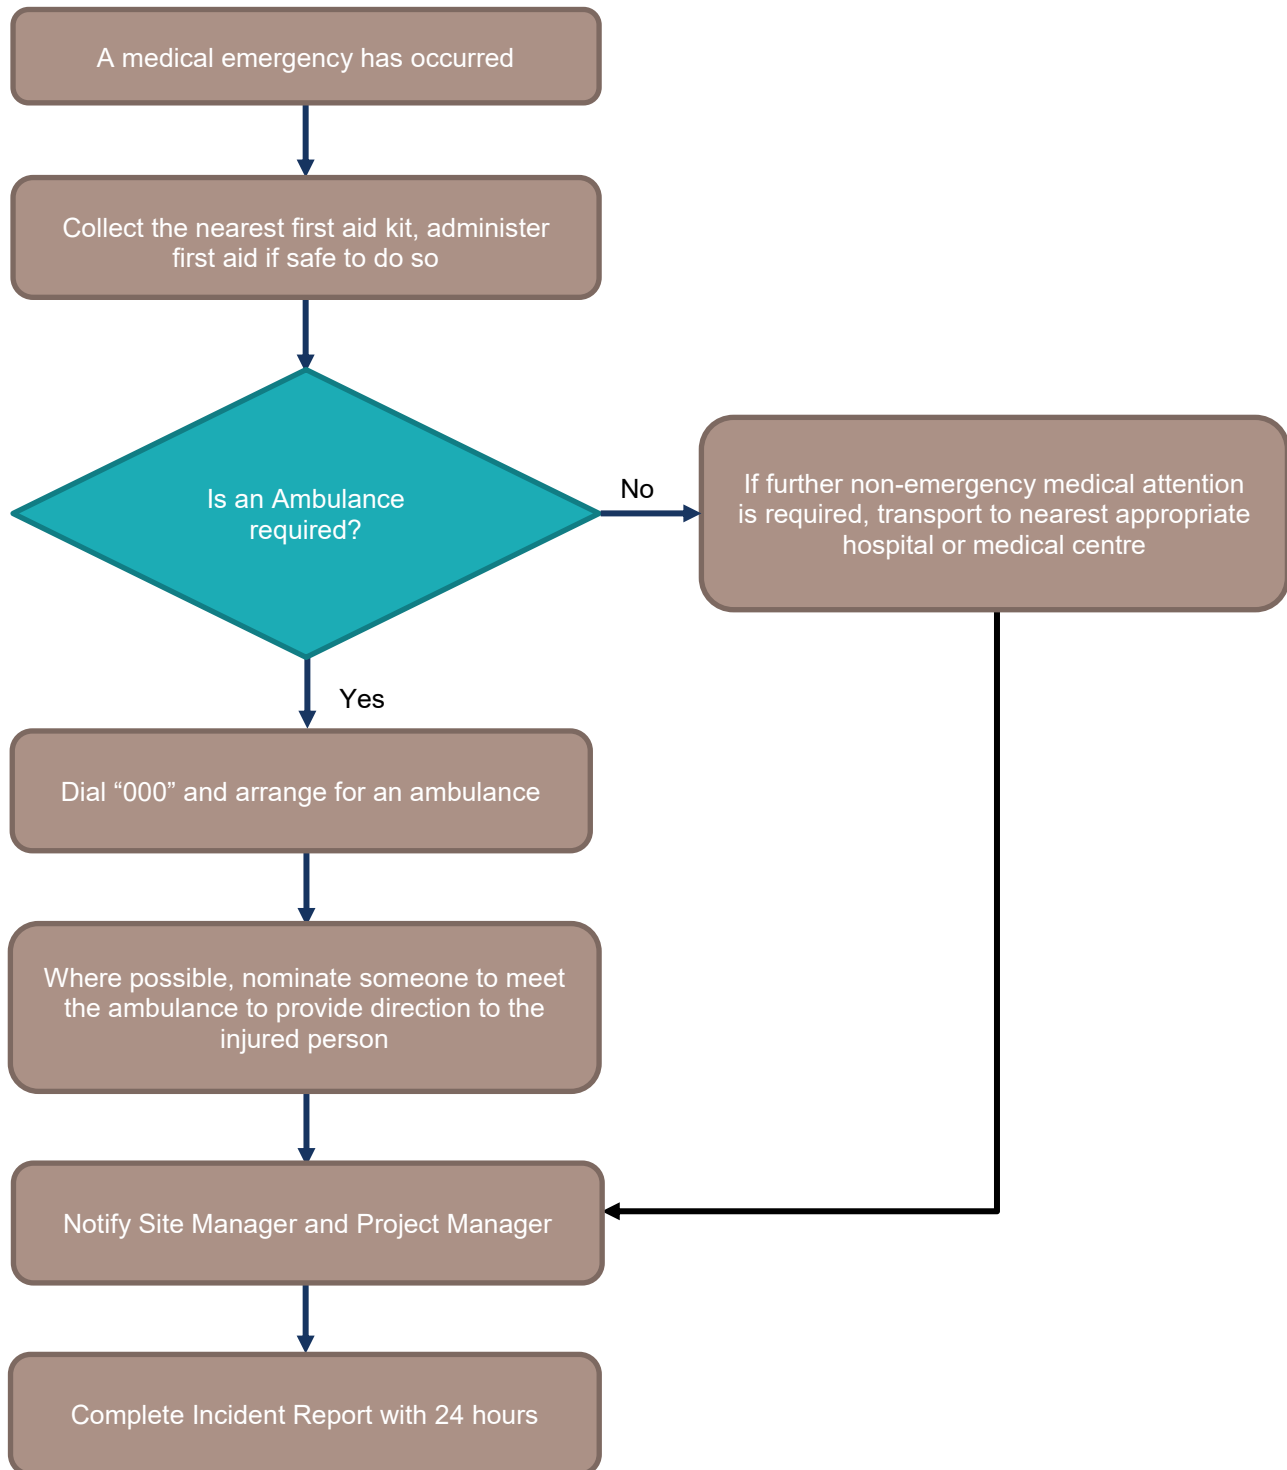 A medical emergency has occurred
Collect the nearest first aid kit, administer
first aid if safe to do so
Is an Ambulance
required?
No
If further non-emergency medical attention
is required, transport to nearest appropriate
hospital or medical centre
Yes
Dial “000” and arrange for an ambulance
Where possible, nominate someone to meet
the ambulance to provide direction to the
injured person
Notify Site Manager and Project Manager
Complete Incident Report with 24 hours